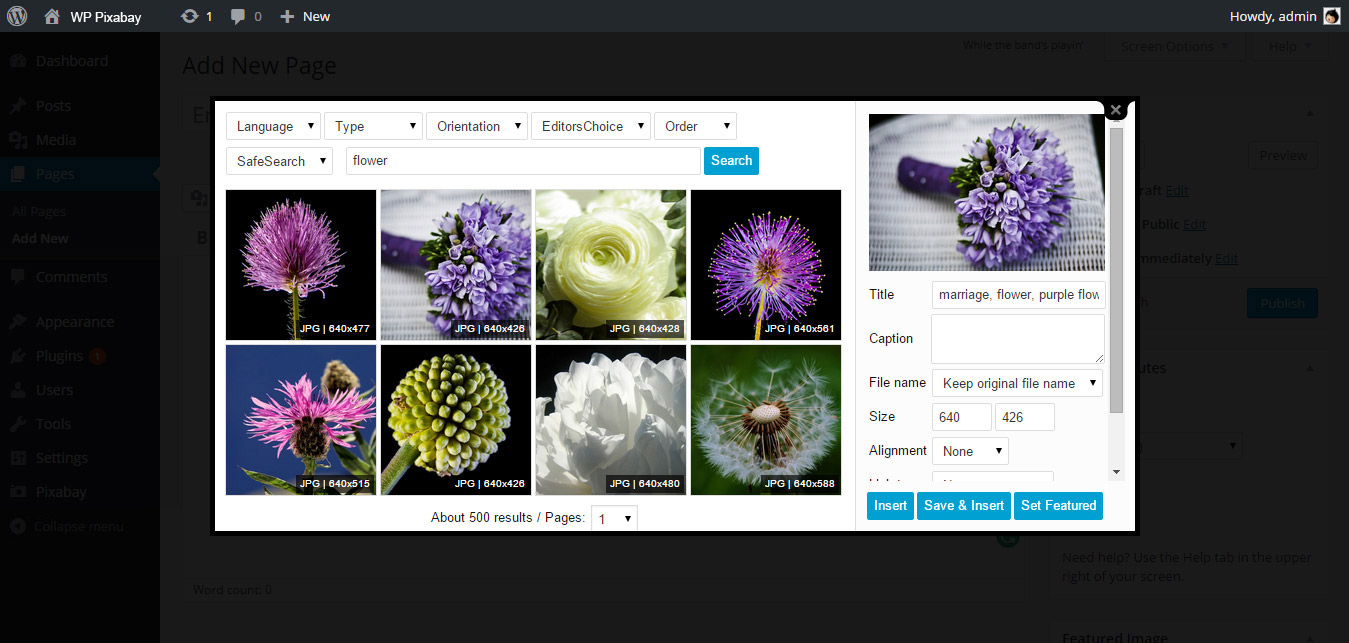 WP Pixabay 1 0 + New Howdy, admin
While the band's playin'
Screen Options Help
Add New Page
Dashboard
Posts
Media
Pages
All Pages
Add New
Comments
Appearance
Plugins 1
Users
Tools
Settings
Pixabay
Collapse menu
Language Type Orientation EditorsChoice Order
SafeSearch flower Search
JPG | 640x477 JPG | 640x426 JPG | 640x428 JPG | 640x561
JPG | 640x515 JPG | 640x426 JPG | 640x480 JPG | 640x588
About 500 results / Pages: 1
Title marriage, flower, purple flow
Caption
File name Keep original file name
Size 640 426
Alignment None
Insert Save & Insert Set Featured
B
Word count: 0
Preview
Edit
Public Edit
Edit
Publish
Need help? Use the Help tab in the upper
right of your screen.
Featured Image